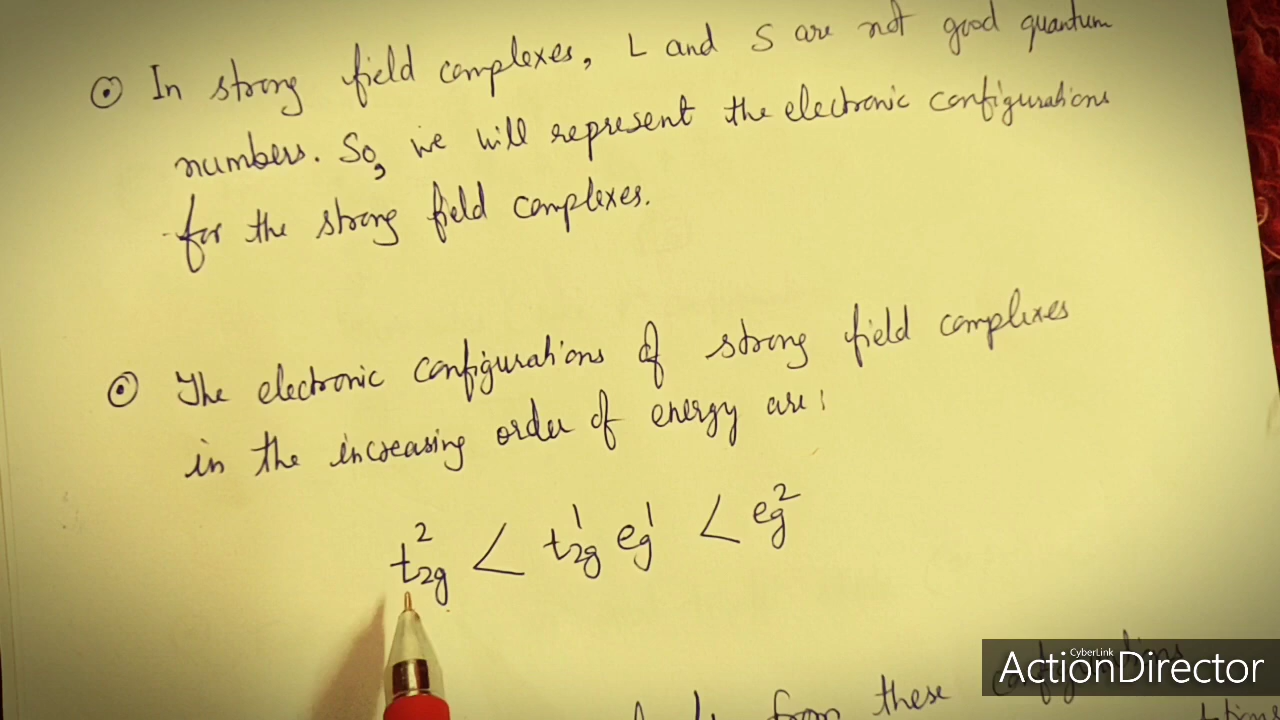 ⊙ In strong field complexes, L and S are not good quantum
numbers. So, we will represent the electronic configurations
for the strong field complexes.
⊙ The electronic configurations of strong field complexes
in the increasing order of energy are:
t₂g² < t₂g¹ eg¹ < eg²
from these configurations
CyberLink
ActionDirector